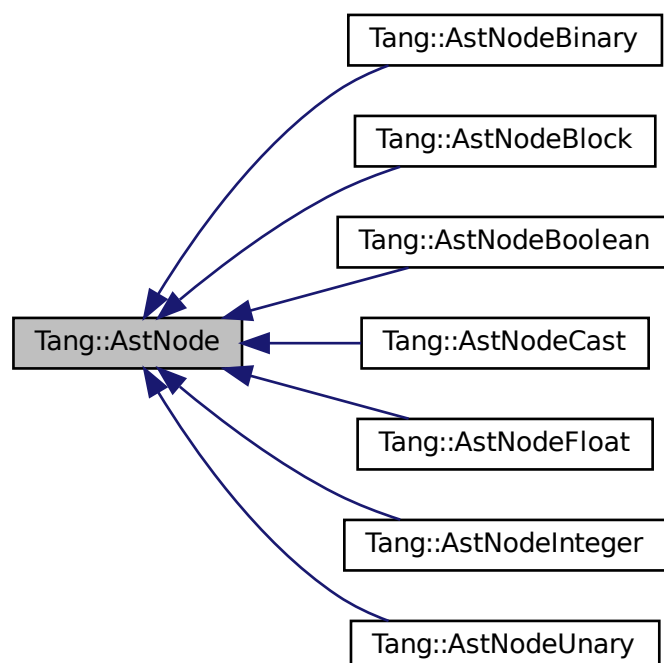 Tang::AstNodeBinary
Tang::AstNodeBlock
Tang::AstNodeBoolean
Tang::AstNode
Tang::AstNodeCast
Tang::AstNodeFloat
Tang::AstNodeInteger
Tang::AstNodeUnary